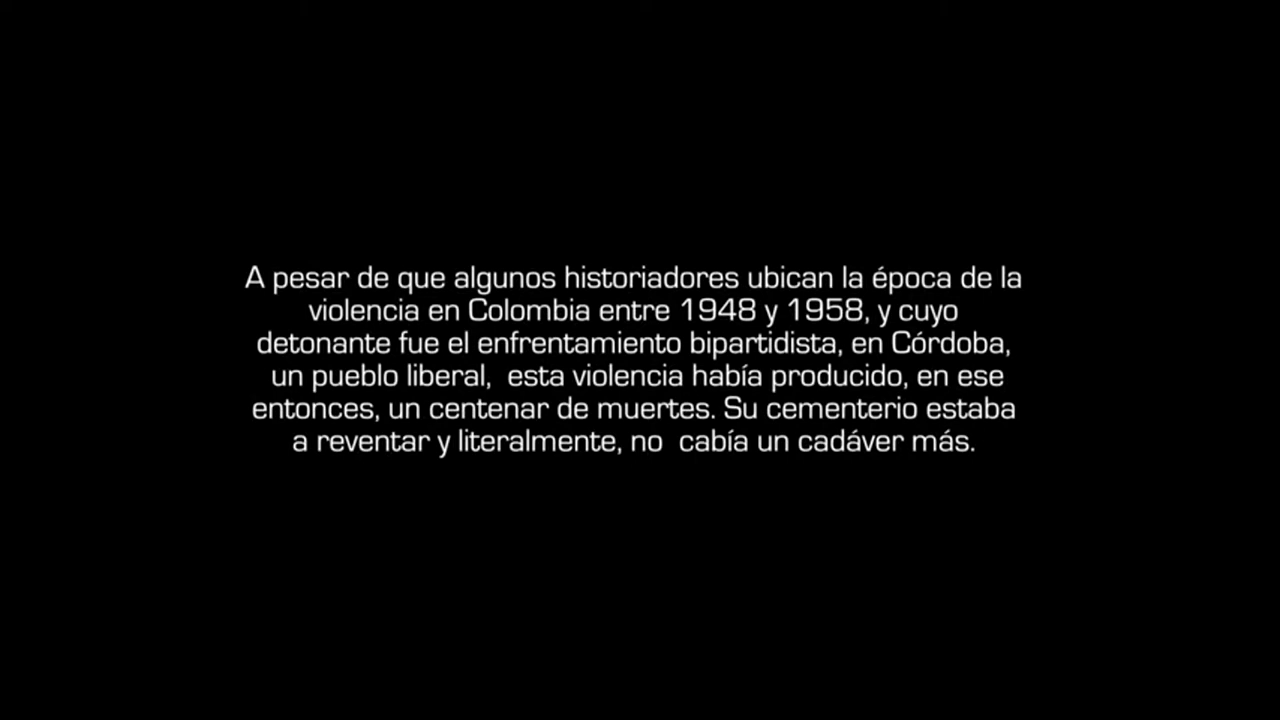 A pesar de que algunos historiadores ubican la época de la
violencia en Colombia entre 1948 y 1958, y cuyo
detonante fue el enfrentamiento bipartidista, en Córdoba,
un pueblo liberal,  esta violencia había producido, en ese
entonces, un centenar de muertes. Su cementerio estaba
a reventar y literalmente, no  cabía un cadáver más.